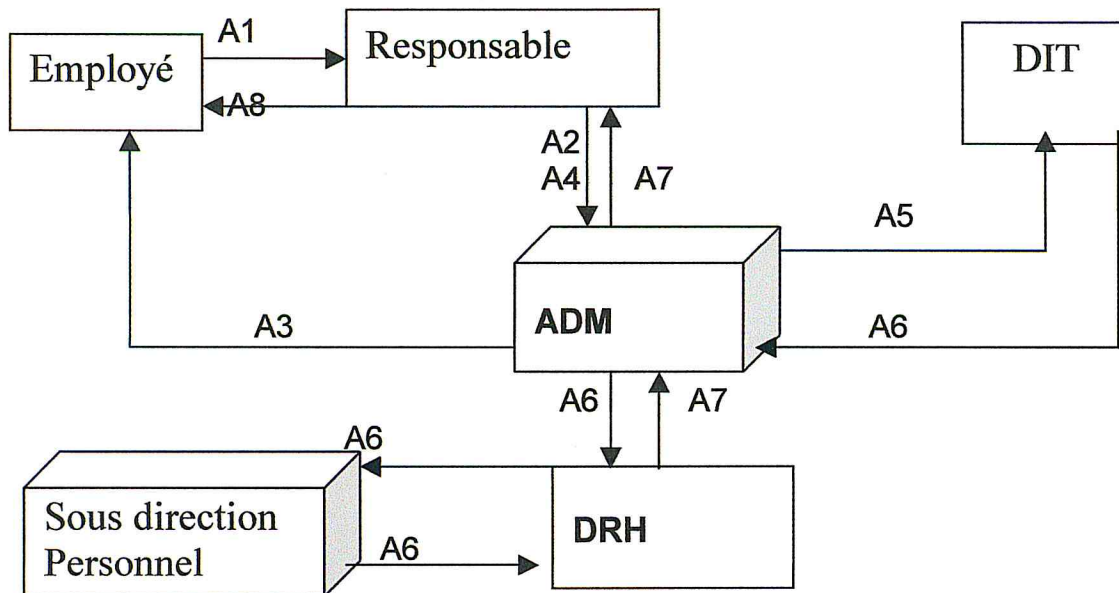 A1
Employé
Responsable
DIT
A8
A2
A4
A7
A5
ADM
A3
A6
A6
A7
A6
Sous direction
Personnel
A6
DRH